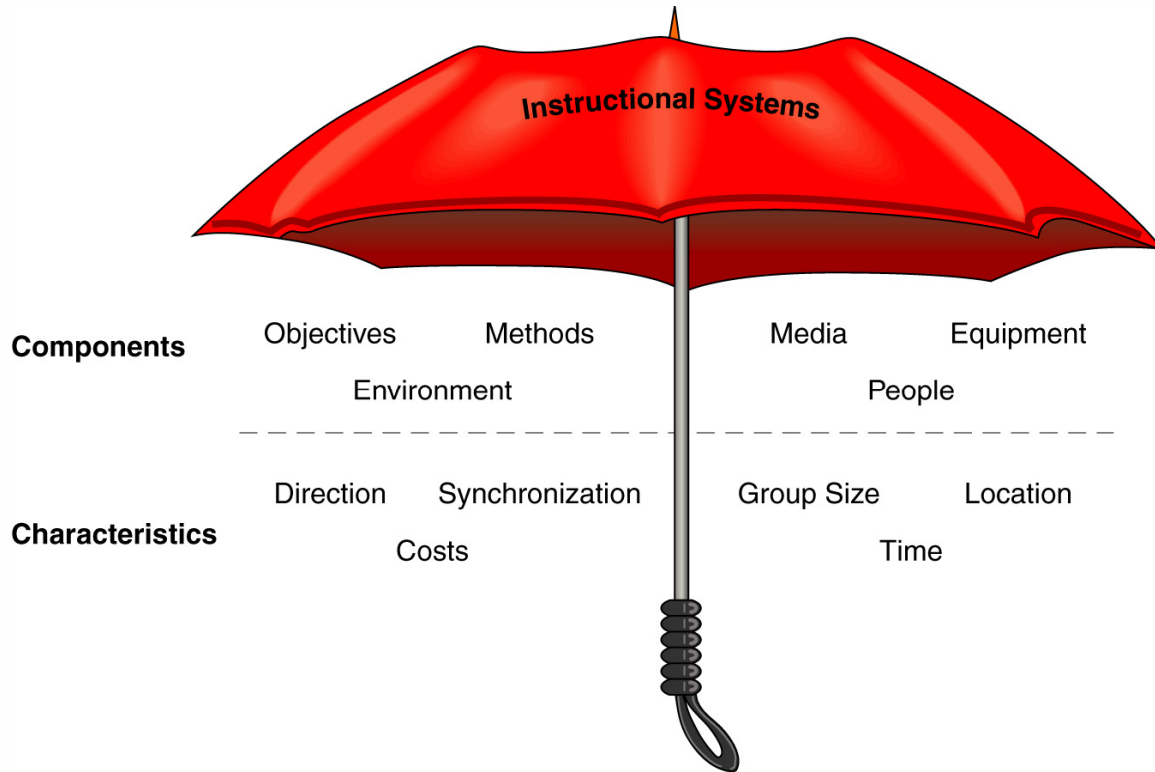 Instructional Systems
Components
Objectives Methods Media Equipment
Environment People
Characteristics
Direction Synchronization Group Size Location
Costs Time